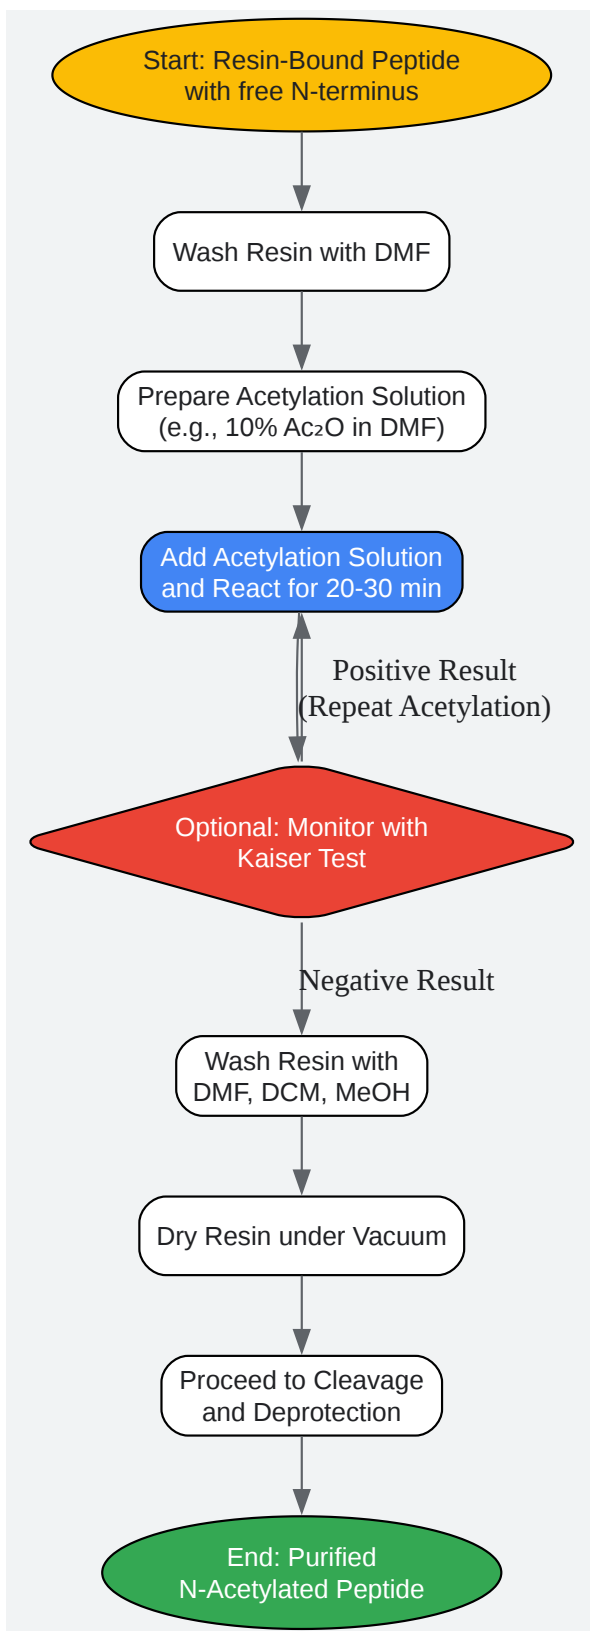 Start: Resin-Bound Peptide
with free N-terminus
Wash Resin with DMF
Prepare Acetylation Solution
(e.g., 10% Ac₂O in DMF)
Add Acetylation Solution
and React for 20-30 min
Positive Result
(Repeat Acetylation)
Optional: Monitor with
Kaiser Test
Negative Result
Wash Resin with
DMF, DCM, MeOH
Dry Resin under Vacuum
Proceed to Cleavage
and Deprotection
End: Purified
N-Acetylated Peptide